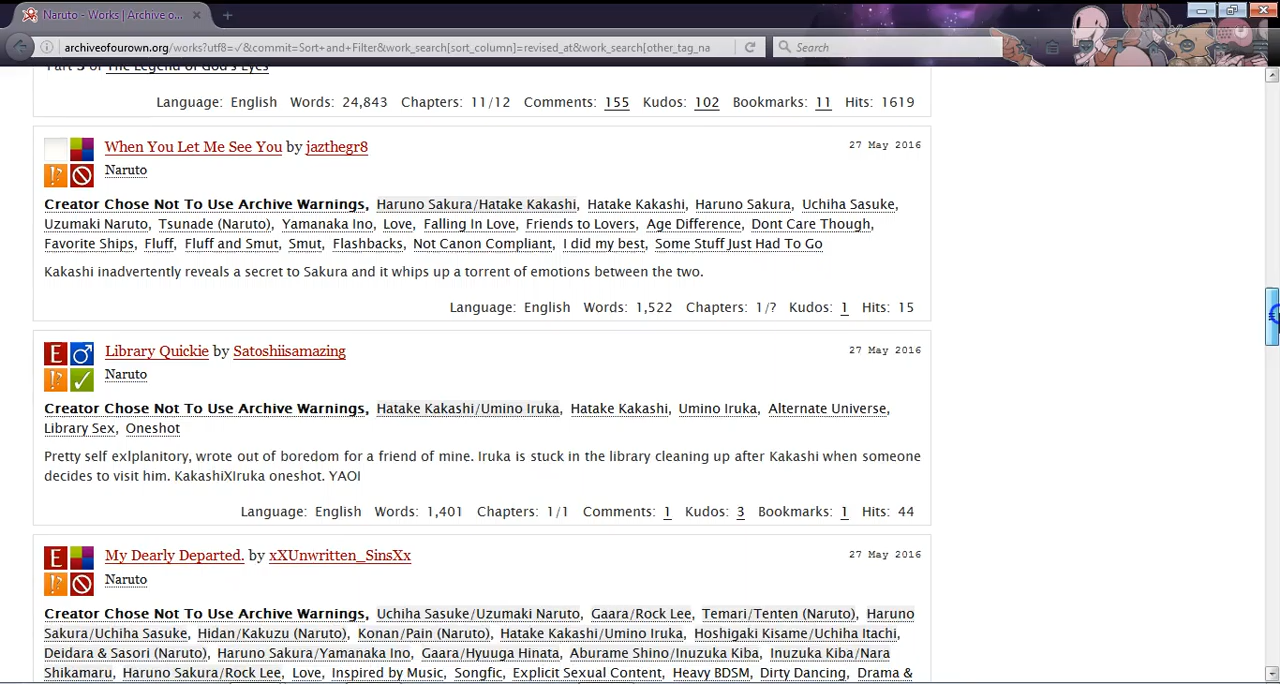 Naruto - Works | Archive o...
archiveofourown.org/works?utf8=✓&commit=Sort+and+Filter&work_search[sort_column]=revised_at&work_search[other_tag_na
Search
Part 3 of The Legend of God's Eyes
Language: English Words: 24,843 Chapters: 11/12 Comments: 155 Kudos: 102 Bookmarks: 11 Hits: 1619
When You Let Me See You by jazthegr8
27 May 2016
Naruto
Creator Chose Not To Use Archive Warnings, Haruno Sakura/Hatake Kakashi, Hatake Kakashi, Haruno Sakura, Uchiha Sasuke,
Uzumaki Naruto, Tsunade (Naruto), Yamanaka Ino, Love, Falling In Love, Friends to Lovers, Age Difference, Dont Care Though,
Favorite Ships, Fluff, Fluff and Smut, Smut, Flashbacks, Not Canon Compliant, I did my best, Some Stuff Just Had To Go
Kakashi inadvertently reveals a secret to Sakura and it whips up a torrent of emotions between the two.
Language: English Words: 1,522 Chapters: 1/? Kudos: 1 Hits: 15
E
Library Quickie by Satoshiisamazing
27 May 2016
!?
Naruto
Creator Chose Not To Use Archive Warnings, Hatake Kakashi/Umino Iruka, Hatake Kakashi, Umino Iruka, Alternate Universe,
Library Sex, Oneshot
Pretty self exlplanitory, wrote out of boredom for a friend of mine. Iruka is stuck in the library cleaning up after Kakashi when someone
decides to visit him. KakashiXIruka oneshot. YAOI
Language: English Words: 1,401 Chapters: 1/1 Comments: 1 Kudos: 3 Bookmarks: 1 Hits: 44
E
My Dearly Departed. by xXUnwritten_SinsXx
27 May 2016
!?
Naruto
Creator Chose Not To Use Archive Warnings, Uchiha Sasuke/Uzumaki Naruto, Gaara/Rock Lee, Temari/Tenten (Naruto), Haruno
Sakura/Uchiha Sasuke, Hidan/Kakuzu (Naruto), Konan/Pain (Naruto), Hatake Kakashi/Umino Iruka, Hoshigaki Kisame/Uchiha Itachi,
Deidara & Sasori (Naruto), Haruno Sakura/Yamanaka Ino, Gaara/Hyuuga Hinata, Aburame Shino/Inuzuka Kiba, Inuzuka Kiba/Nara
Shikamaru, Haruno Sakura/Rock Lee, Love, Inspired by Music, Songfic, Explicit Sexual Content, Heavy BDSM, Dirty Dancing, Drama &